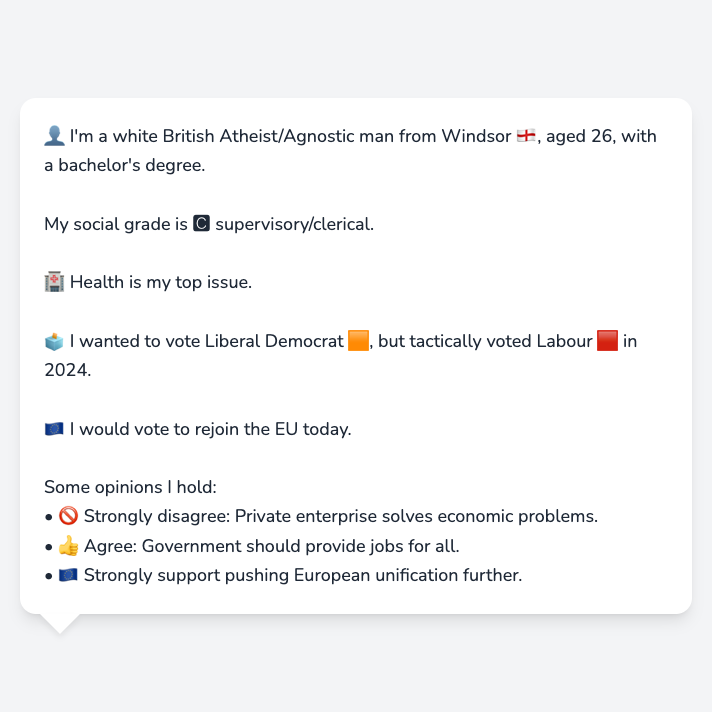 👤 I'm a white British Atheist/Agnostic man from Windsor 🏴󠁧󠁢󠁥󠁮󠁧󠁿, aged 26, with
a bachelor's degree.
My social grade is 🅲 supervisory/clerical.
🏥 Health is my top issue.
🗳️ I wanted to vote Liberal Democrat 🟧, but tactically voted Labour 🟥 in
2024.
🇪🇺 I would vote to rejoin the EU today.
Some opinions I hold:
• 🚫 Strongly disagree: Private enterprise solves economic problems.
• 👍 Agree: Government should provide jobs for all.
• 🇪🇺 Strongly support pushing European unification further.